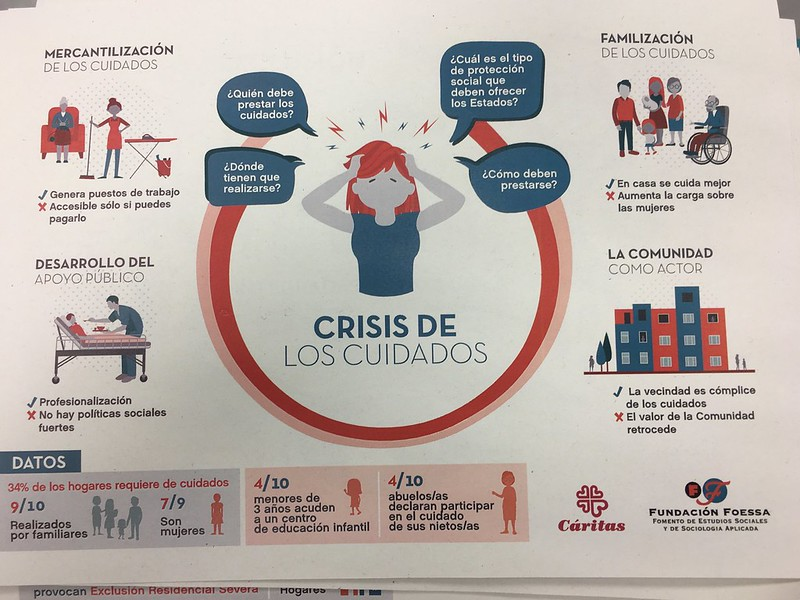 MERCANTILIZACIÓN
DE LOS CUIDADOS
✓ Genera puestos de trabajo
✗ Accesible sólo si puedes
pagarlo
¿Quién debe
prestar los
cuidados?
¿Dónde
tienen que
realizarse?
¿Cuál es el tipo
de protección
social que
deben ofrecer
los Estados?
¿Cómo deben
prestarse?
FAMILIZACIÓN
DE LOS CUIDADOS
✓ En casa se cuida mejor
✗ Aumenta la carga sobre
las mujeres
DESARROLLO DEL
APOYO PÚBLICO
✓ Profesionalización
✗ No hay políticas sociales
fuertes
CRISIS DE
LOS CUIDADOS
LA COMUNIDAD
COMO ACTOR
✓ La vecindad es cómplice
de los cuidados
✗ El valor de la Comunidad
retrocede
DATOS
34% de los hogares requiere de cuidados
9/10
Realizados
por familiares
7/9
Son
mujeres
4/10
menores de
3 años acuden
a un centro
de educación infantil
4/10
abuelos/as
declaran participar
en el cuidado
de sus nietos/as
Cáritas
FF
FUNDACIÓN FOESSA
FOMENTO DE ESTUDIOS SOCIALES
Y DE SOCIOLOGIA APLICADA
provocan Exclusión Residencial Severa
Hogares